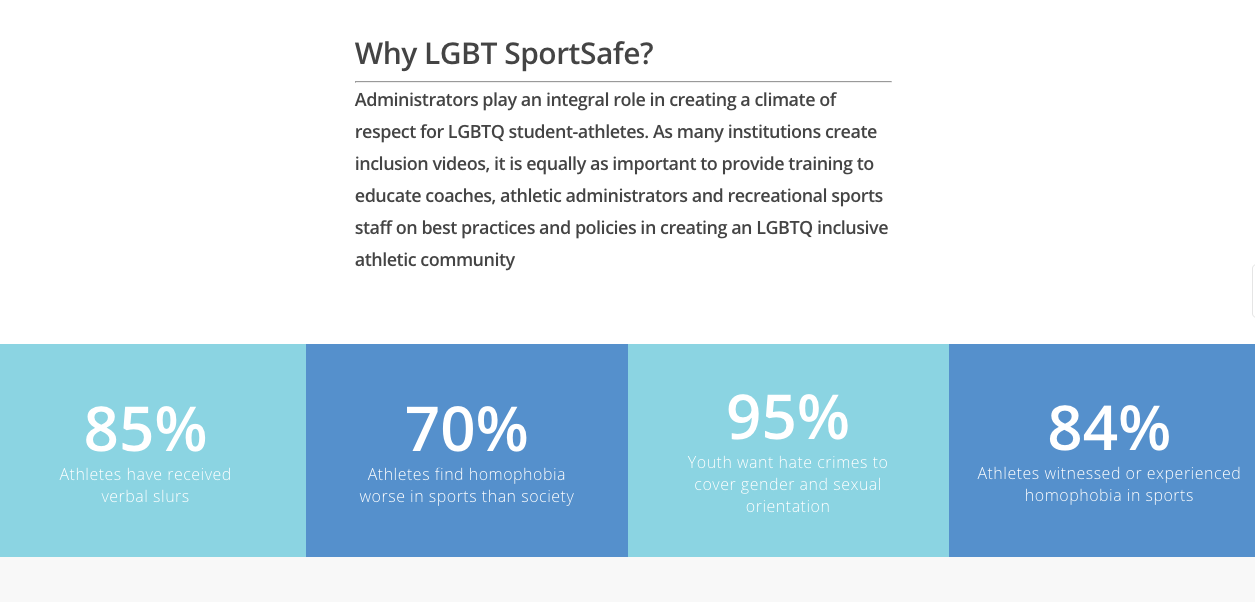 Why LGBT SportSafe?
Administrators play an integral role in creating a climate of
respect for LGBTQ student-athletes. As many institutions create
inclusion videos, it is equally as important to provide training to
educate coaches, athletic administrators and recreational sports
staff on best practices and policies in creating an LGBTQ inclusive
athletic community
85%
Athletes have received
verbal slurs
70%
Athletes find homophobia
worse in sports than society
95%
Youth want hate crimes to
cover gender and sexual
orientation
84%
Athletes witnessed or experienced
homophobia in sports